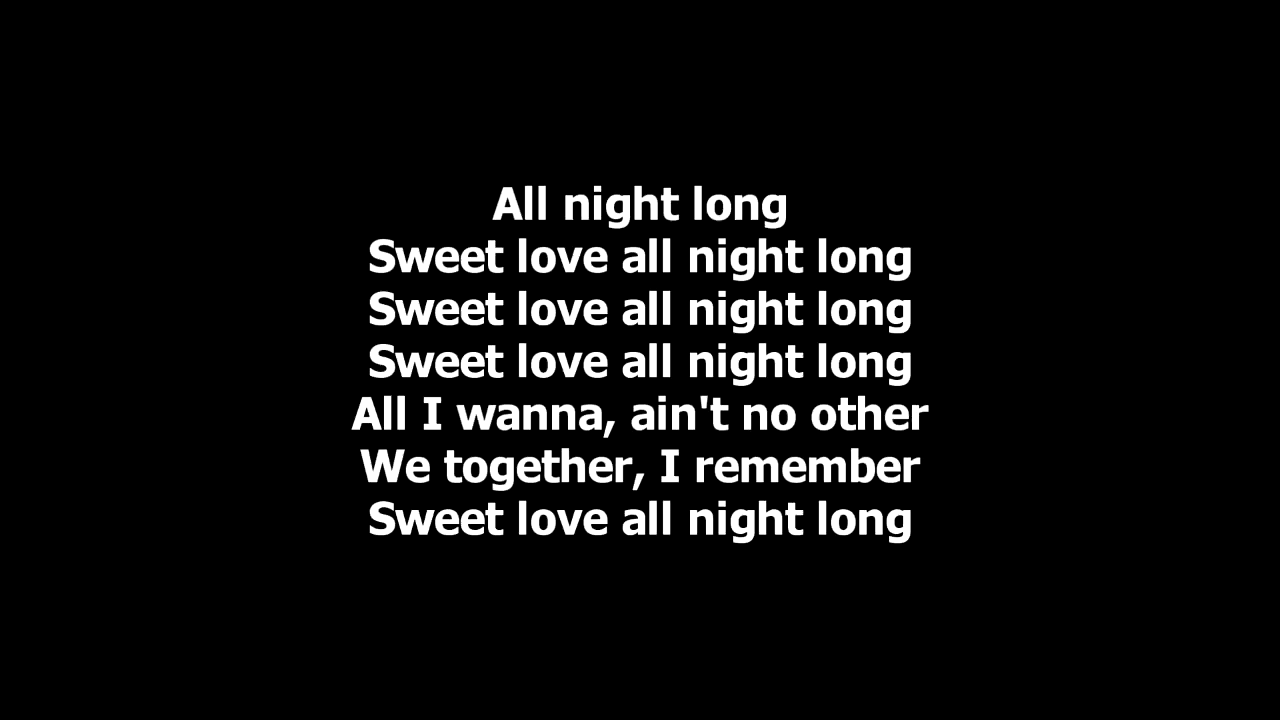 All night long
Sweet love all night long
Sweet love all night long
Sweet love all night long
All I wanna, ain't no other
We together, I remember
Sweet love all night long